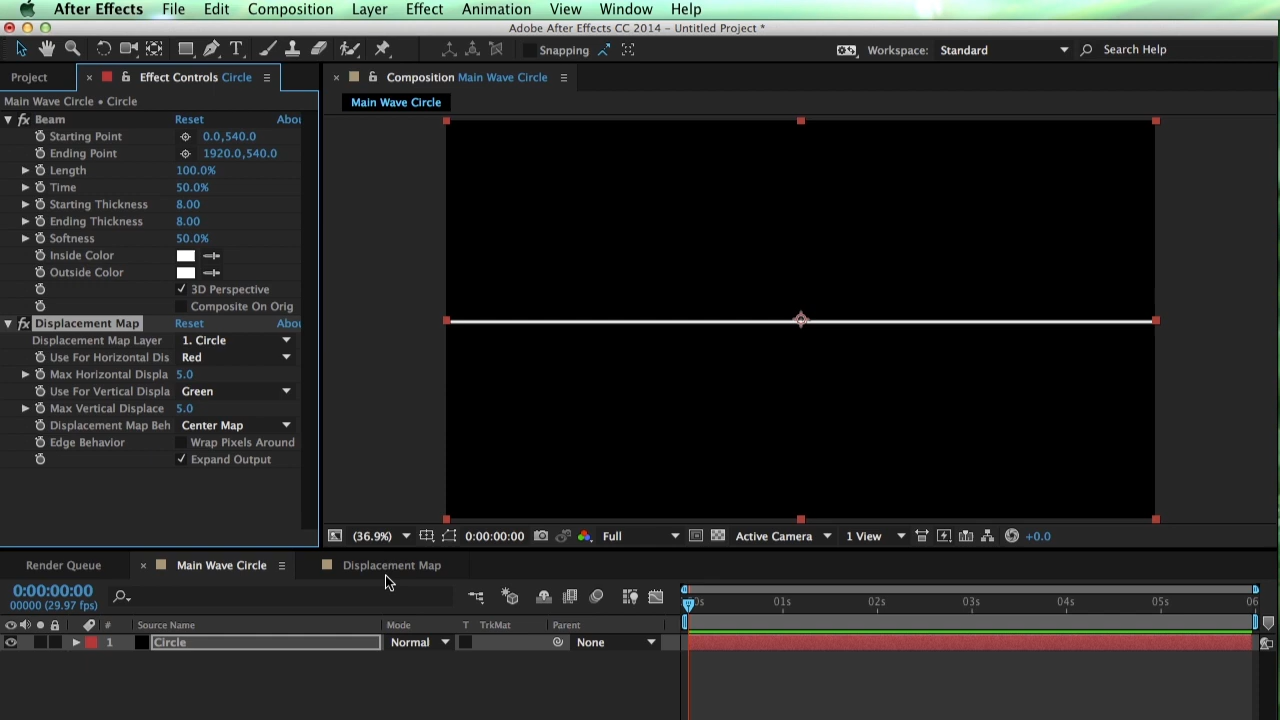 After Effects File Edit Composition Layer Effect Animation View Window Help
Adobe After Effects CC 2014 – Untitled Project *
Snapping Workspace: Standard Search Help
Project × Effect Controls Circle × Composition Main Wave Circle
Main Wave Circle • Circle
Main Wave Circle
fx Beam Reset Abou
Starting Point 0.0,540.0
Ending Point 1920.0,540.0
Length 100.0%
Time 50.0%
Starting Thickness 8.00
Ending Thickness 8.00
Softness 50.0%
Inside Color
Outside Color
3D Perspective
Composite On Orig
fx Displacement Map Reset Abou
Displacement Map Layer 1. Circle
Use For Horizontal Dis Red
Max Horizontal Displa 5.0
Use For Vertical Displa Green
Max Vertical Displace 5.0
Displacement Map Beh Center Map
Edge Behavior Wrap Pixels Around
Expand Output
(36.9%) 0:00:00:00 Full Active Camera 1 View +0.0
Render Queue × Main Wave Circle Displacement Map
0:00:00:00
00000 (29.97 fps)
0s 01s 02s 03s 04s 05s 06
# Source Name Mode T TrkMat Parent
1 Circle Normal None